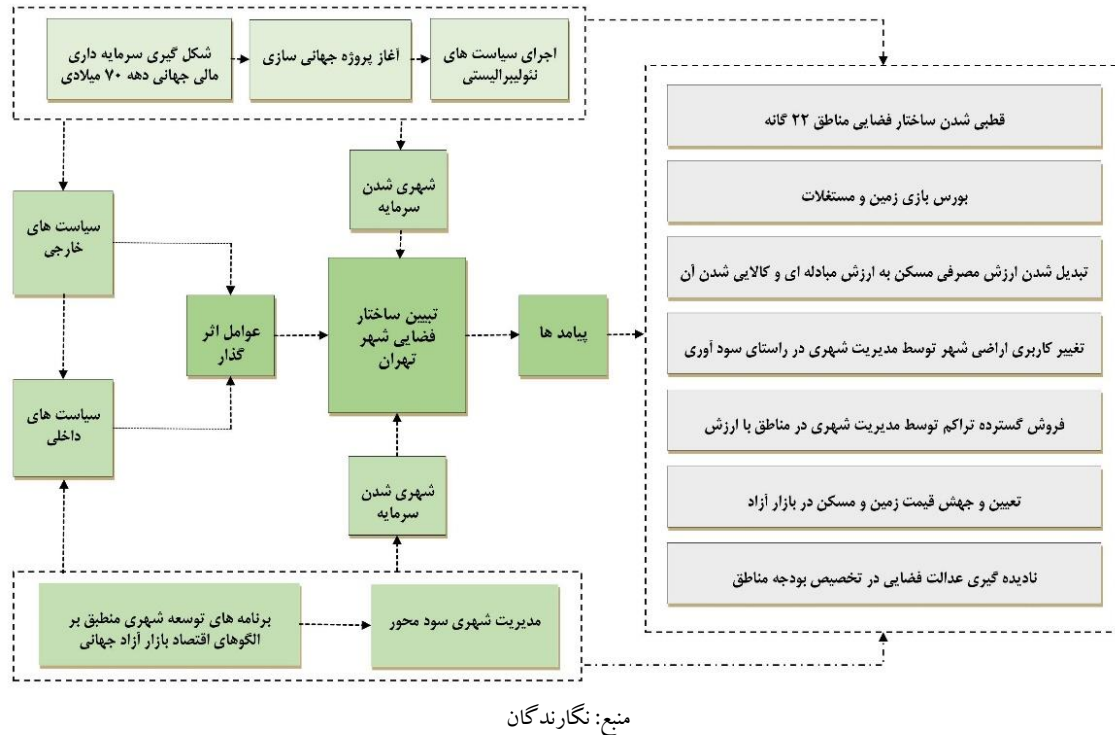 شکل گیری سرمایه داری
مالی جهانی دهه ۷۰ میلادی
آغاز پروژه جهانی سازی
اجرای سیاست های
نئولیبرالیستی
شهری شدن
سرمایه
سیاست های
خارجی
سیاست های
داخلی
عوامل اثر
گذار
تبیین ساختار
فضایی شهر
تهران
پیامد ها
شهری شدن
سرمایه
برنامه های توسعه شهری منطبق بر
الگوهای اقتصاد بازار آزاد جهانی
مدیریت شهری سود محور
قطبی شدن ساختار فضایی مناطق ۲۲ گانه
بورس بازی زمین و مستغلات
تبدیل شدن ارزش مصرفی مسکن به ارزش مبادله ای و کالایی شدن آن
تغییر کاربری اراضی شهر توسط مدیریت شهری در راستای سود آوری
فروش گسترده تراکم توسط مدیریت شهری در مناطق با ارزش
تعیین و جهش قیمت زمین و مسکن در بازار آزاد
نادیده گیری عدالت فضایی در تخصیص بودجه مناطق
منبع: نگارندگان